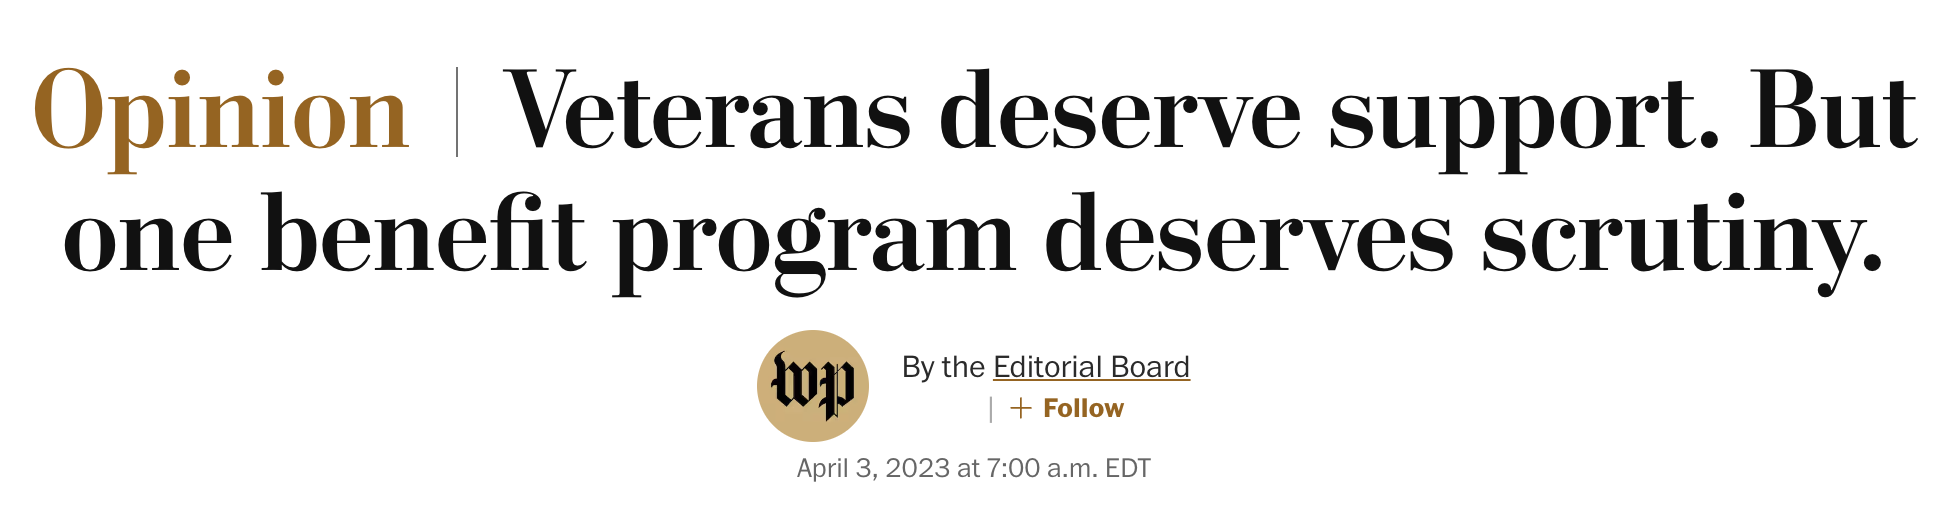 Opinion | Veterans deserve support. But
one benefit program deserves scrutiny.
wp
By the Editorial Board
| + Follow
April 3, 2023 at 7:00 a.m. EDT